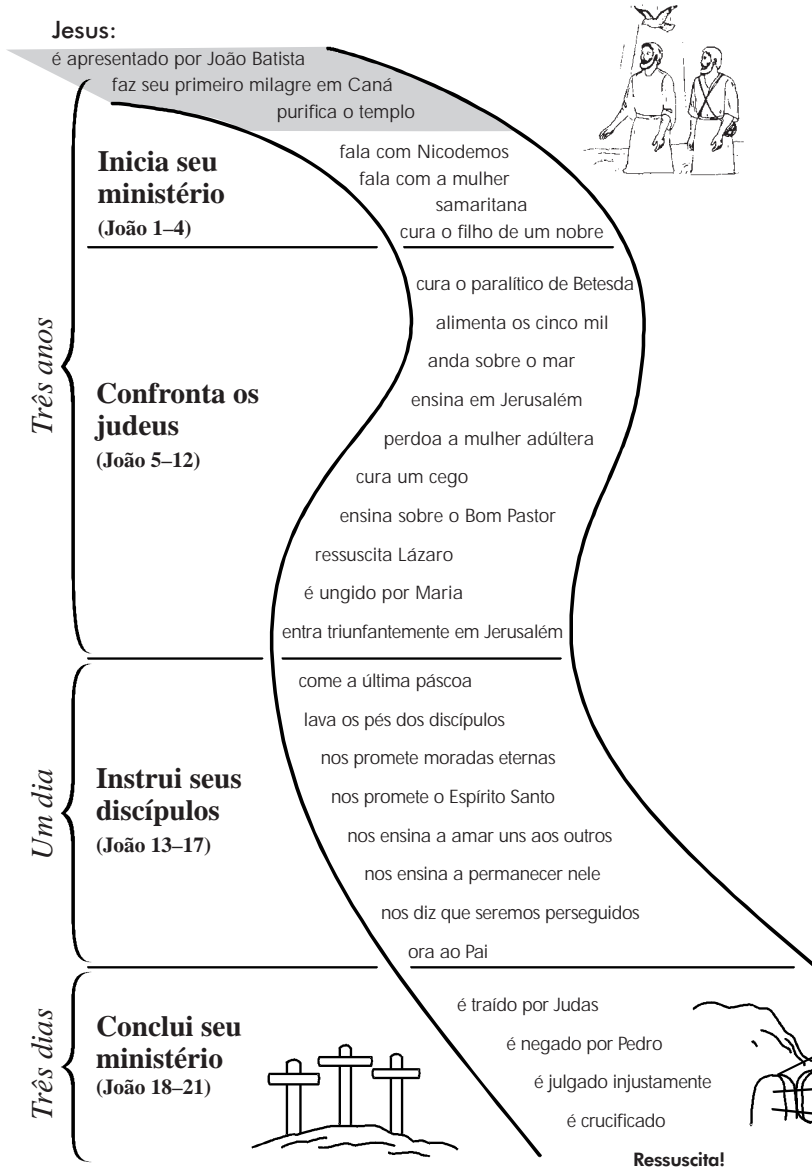 Jesus:
é apresentado por João Batista
faz seu primeiro milagre em Caná
purifica o templo
Inicia seu
ministério
(João 1–4)
fala com Nicodemos
fala com a mulher
samaritana
cura o filho de um nobre
Três anos
Confronta os
judeus
(João 5–12)
cura o paralítico de Betesda
alimenta os cinco mil
anda sobre o mar
ensina em Jerusalém
perdoa a mulher adúltera
cura um cego
ensina sobre o Bom Pastor
ressuscita Lázaro
é ungido por Maria
entra triunfantemente em Jerusalém
Um dia
Instrui seus
discípulos
(João 13–17)
come a última páscoa
lava os pés dos discípulos
nos promete moradas eternas
nos promete o Espírito Santo
nos ensina a amar uns aos outros
nos ensina a permanecer nele
nos diz que seremos perseguidos
ora ao Pai
Três dias
Conclui seu
ministério
(João 18–21)
é traído por Judas
é negado por Pedro
é julgado injustamente
é crucificado
Ressuscita!